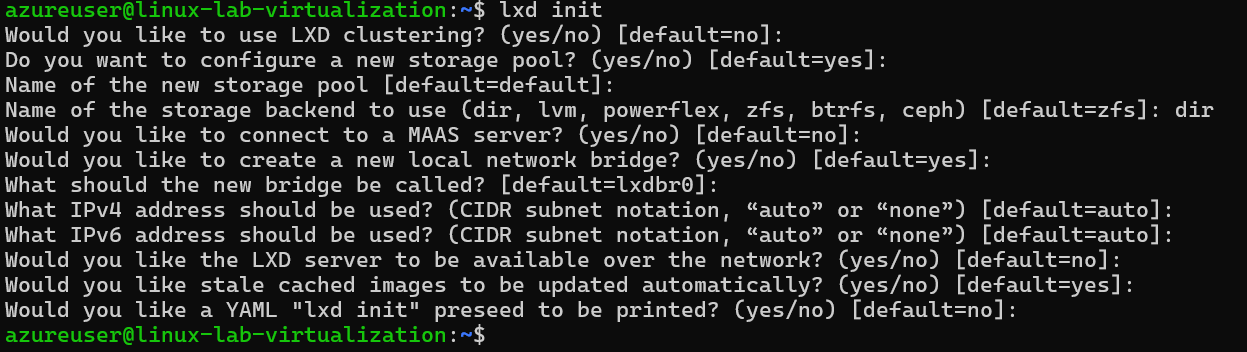 azureuser@linux-lab-virtualization:~$ lxd init
Would you like to use LXD clustering? (yes/no) [default=no]:
Do you want to configure a new storage pool? (yes/no) [default=yes]:
Name of the new storage pool [default=default]:
Name of the storage backend to use (dir, lvm, powerflex, zfs, btrfs, ceph) [default=zfs]: dir
Would you like to connect to a MAAS server? (yes/no) [default=no]:
Would you like to create a new local network bridge? (yes/no) [default=yes]:
What should the new bridge be called? [default=lxdbr0]:
What IPv4 address should be used? (CIDR subnet notation, “auto” or “none”) [default=auto]:
What IPv6 address should be used? (CIDR subnet notation, “auto” or “none”) [default=auto]:
Would you like the LXD server to be available over the network? (yes/no) [default=no]:
Would you like stale cached images to be updated automatically? (yes/no) [default=yes]:
Would you like a YAML "lxd init" preseed to be printed? (yes/no) [default=no]:
azureuser@linux-lab-virtualization:~$